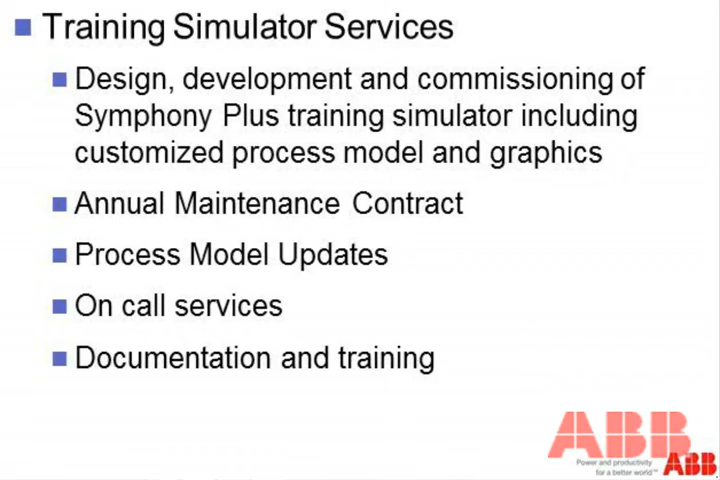 Training Simulator Services
Design, development and commissioning of
Symphony Plus training simulator including
customized process model and graphics
Annual Maintenance Contract
Process Model Updates
On call services
Documentation and training
ABB
Power and productivity
for a better world™
ABB